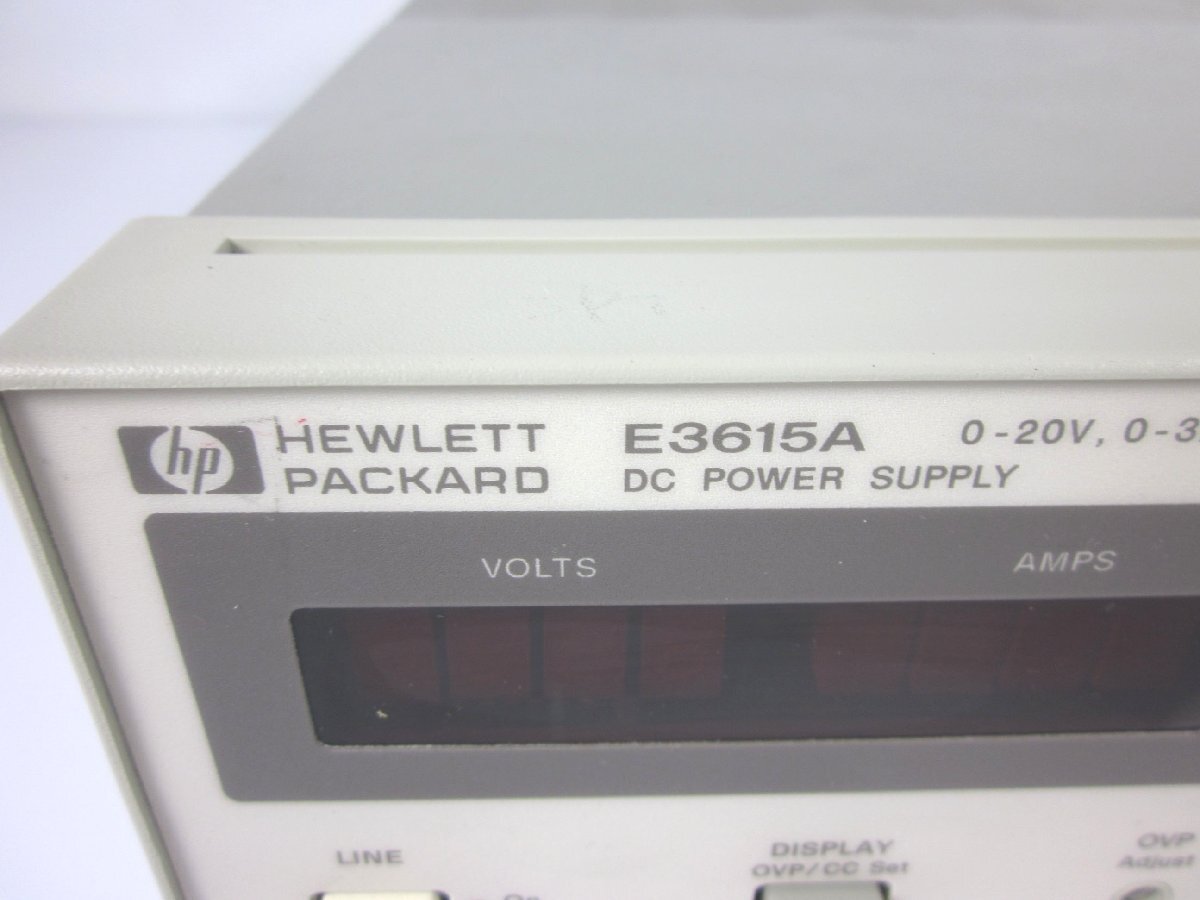 hp HEWLETT PACKARD
E3615A 0-20V, 0-3
DC POWER SUPPLY
VOLTS AMPS
LINE
DISPLAY
OVP/CC Set
OVP
Adjust
On